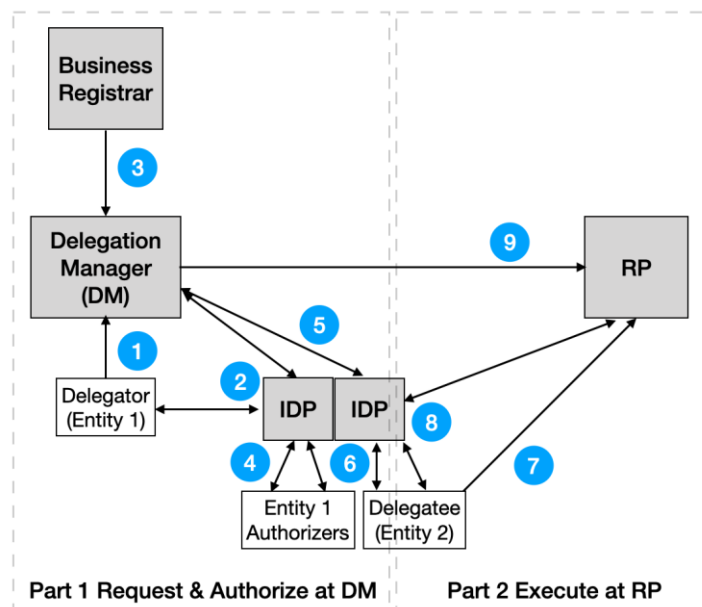 Business
Registrar
3
Delegation
Manager
(DM)
9
RP
5
1
2
Delegator
(Entity 1)
IDP
IDP
8
4
6
7
Entity 1
Authorizers
Delegatee
(Entity 2)
Part 1 Request & Authorize at DM
Part 2 Execute at RP